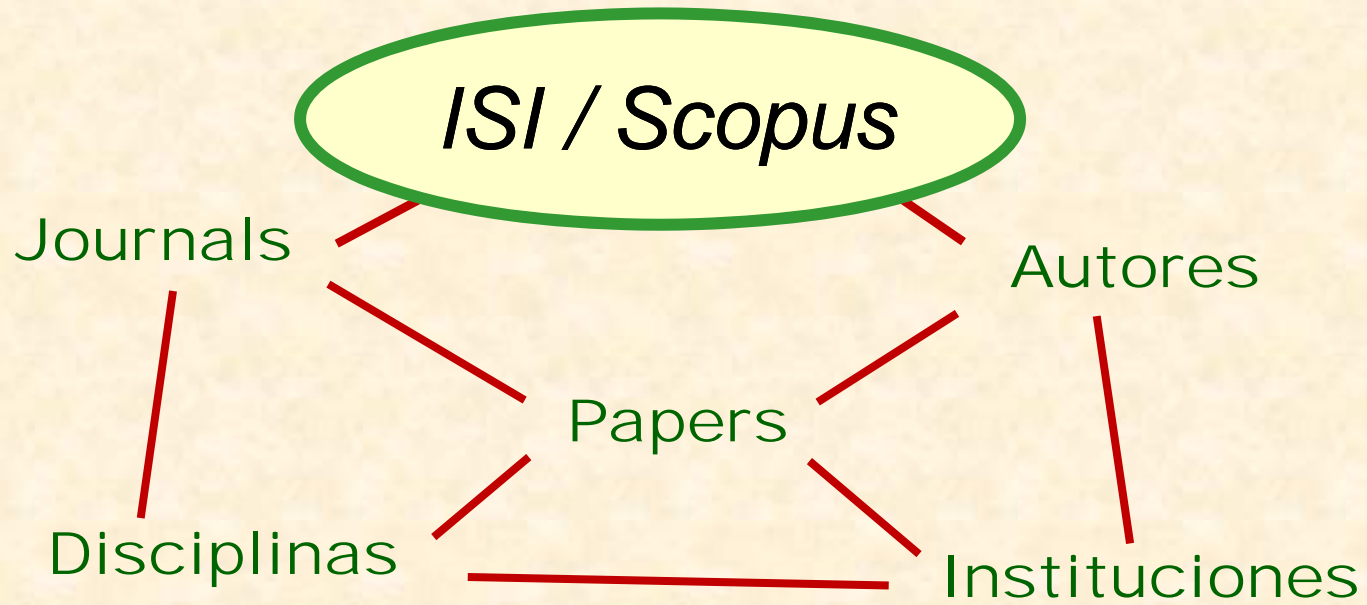 ISI / Scopus
Journals
Autores
Papers
Disciplinas
Instituciones